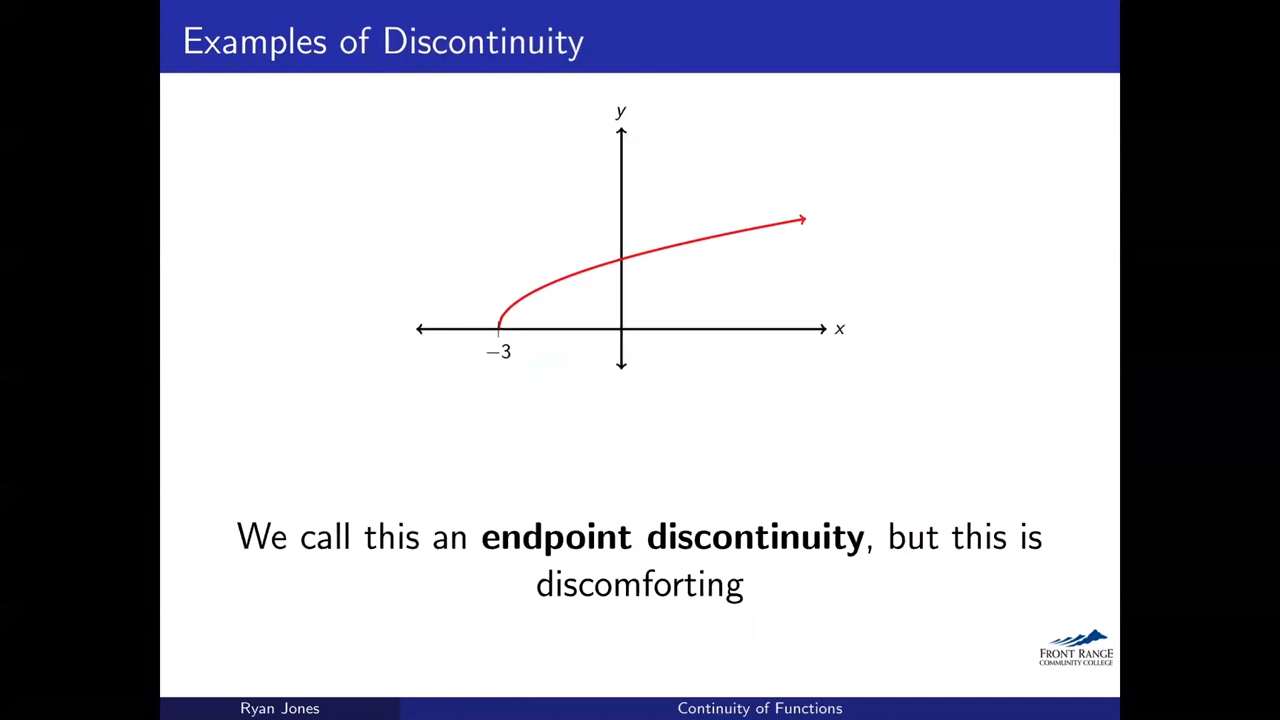 Examples of Discontinuity
y
x
−3
We call this an endpoint discontinuity, but this is
discomforting
FRONT RANGE
COMMUNITY COLLEGE
Ryan Jones
Continuity of Functions